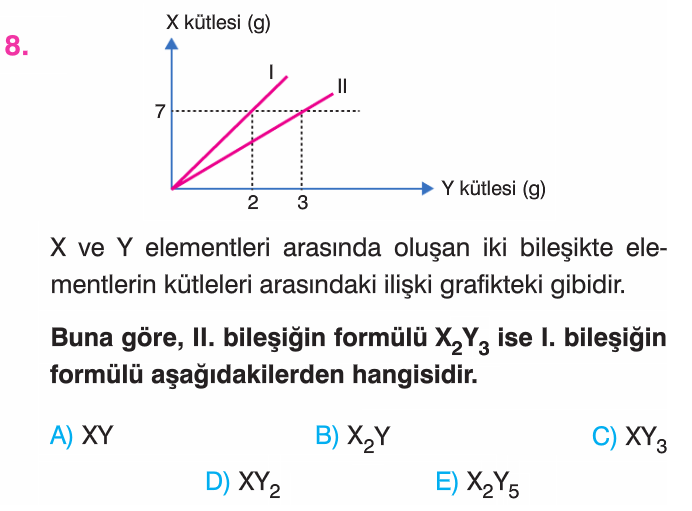 8.
X kütlesi (g)
I
II
7
Y kütlesi (g)
2 3
X ve Y elementleri arasında oluşan iki bileşikte ele-
mentlerin kütleleri arasındaki ilişki grafikteki gibidir.
Buna göre, II. bileşiğin formülü X₂Y₃ ise I. bileşiğin
formülü aşağıdakilerden hangisidir.
A) XY B) X₂Y C) XY₃
D) XY₂ E) X₂Y₅